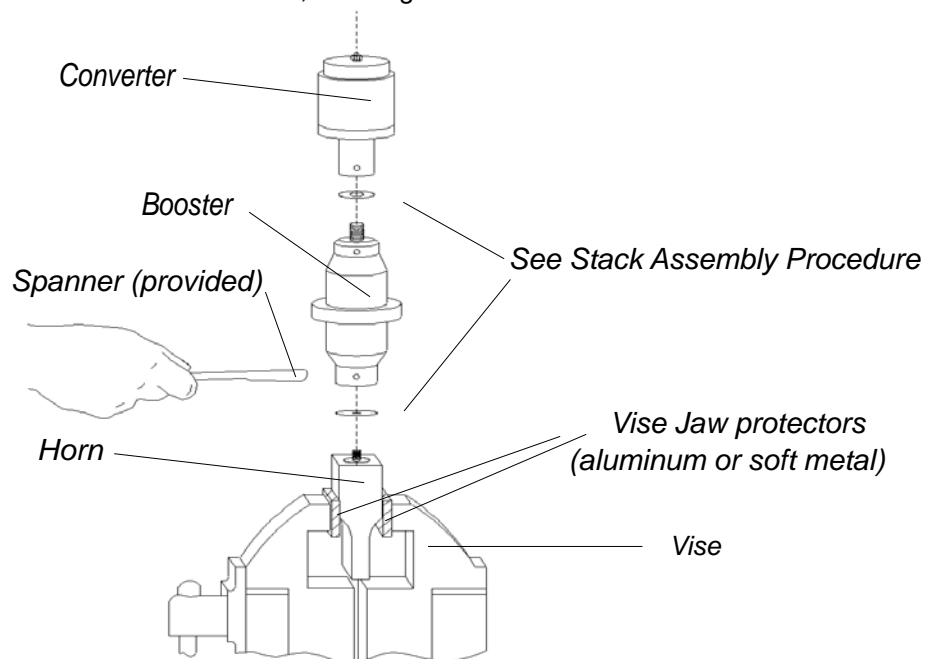 Converter
Booster
See Stack Assembly Procedure
Spanner (provided)
Horn
Vise Jaw protectors
(aluminum or soft metal)
Vise